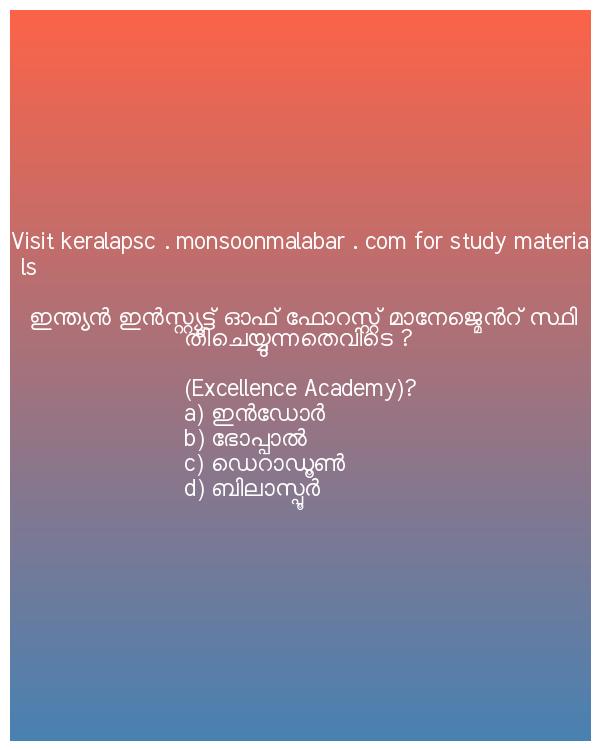 Visit keralapsc . monsoonmalabar . com for study materia
ls
ഇന്ത്യൻ ഇൻസ്റ്റ്യൂട്ട് ഓഫ് ഫോറസ്റ്റ് മാനേജ്മെൻറ് സ്ഥി
തിചെയ്യുന്നതെവിടെ ?
(Excellence Academy)?
a) ഇൻഡോർ
b) ഭോപ്പാൽ
c) ഡെറാഡൂൺ
d) ബിലാസ്പൂർ